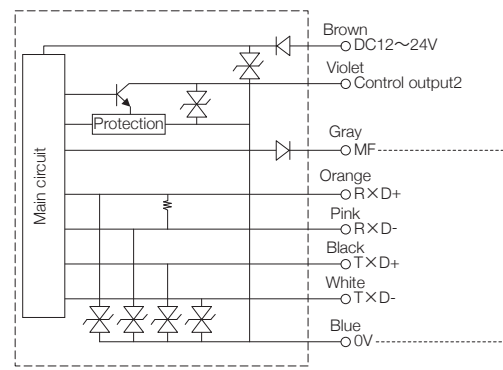 Brown
DC12～24V
Violet
Control output2
Protection
Gray
MF
Main circuit
Orange
R×D+
Pink
R×D-
Black
T×D+
White
T×D-
Blue
0V